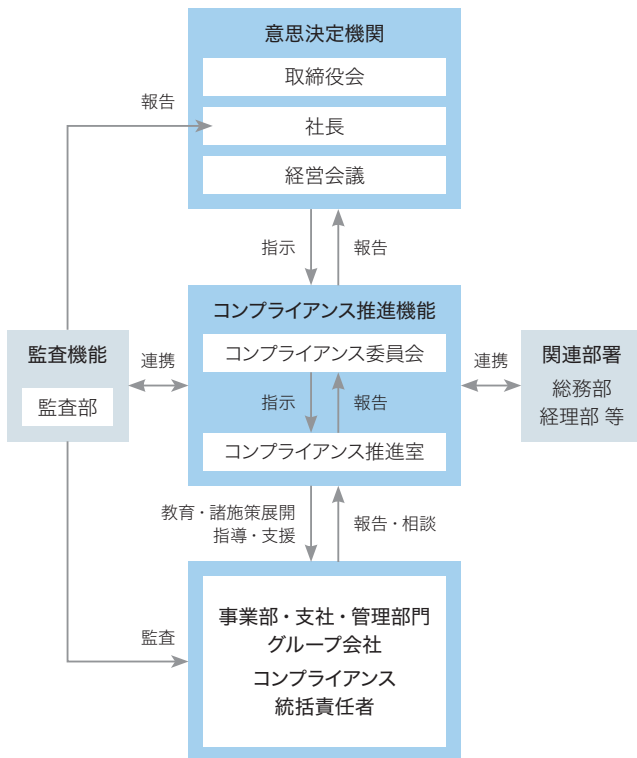 意思決定機関
取締役会
報告
社長
経営会議
指示
報告
コンプライアンス推進機能
監査機能
連携
コンプライアンス委員会
連携
関連部署
監査部
指示
報告
総務部
経理部 等
コンプライアンス推進室
教育・諸施策展開
指導・支援
報告・相談
事業部・支社・管理部門
グループ会社
監査
コンプライアンス
統括責任者